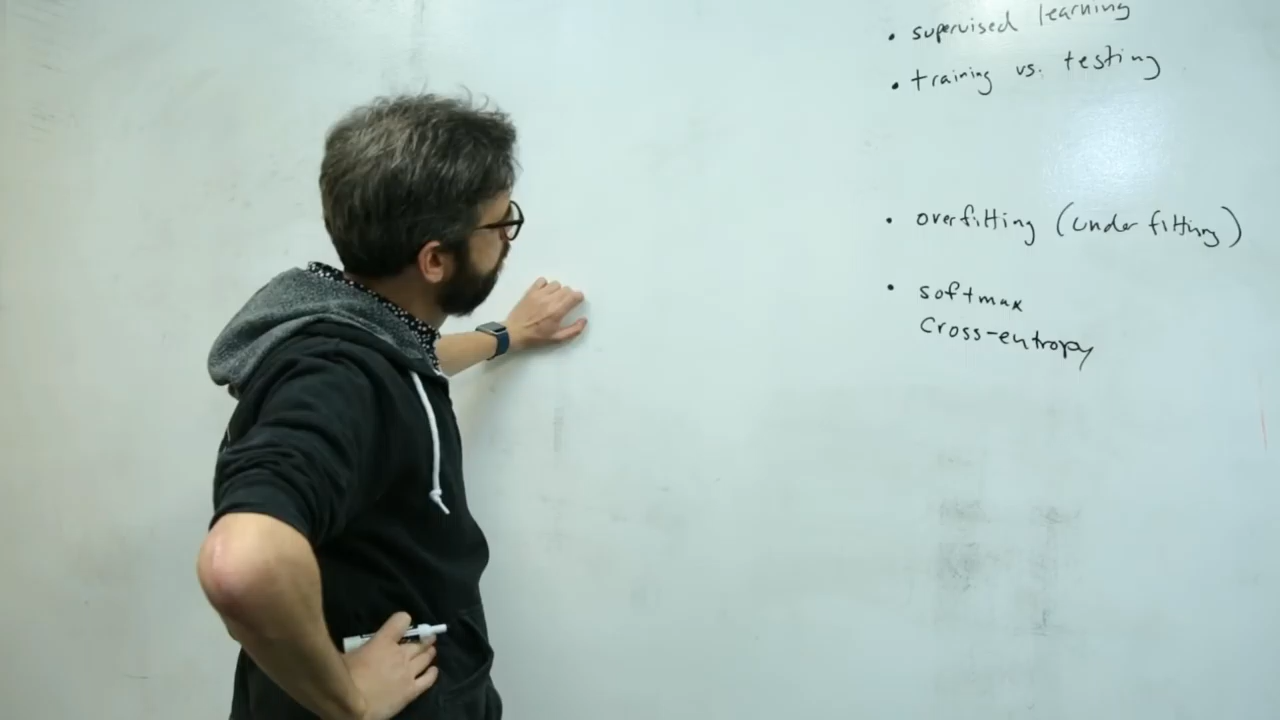 • supervised learning
• training vs. testing
• overfitting (underfitting)
• softmax
cross-entropy